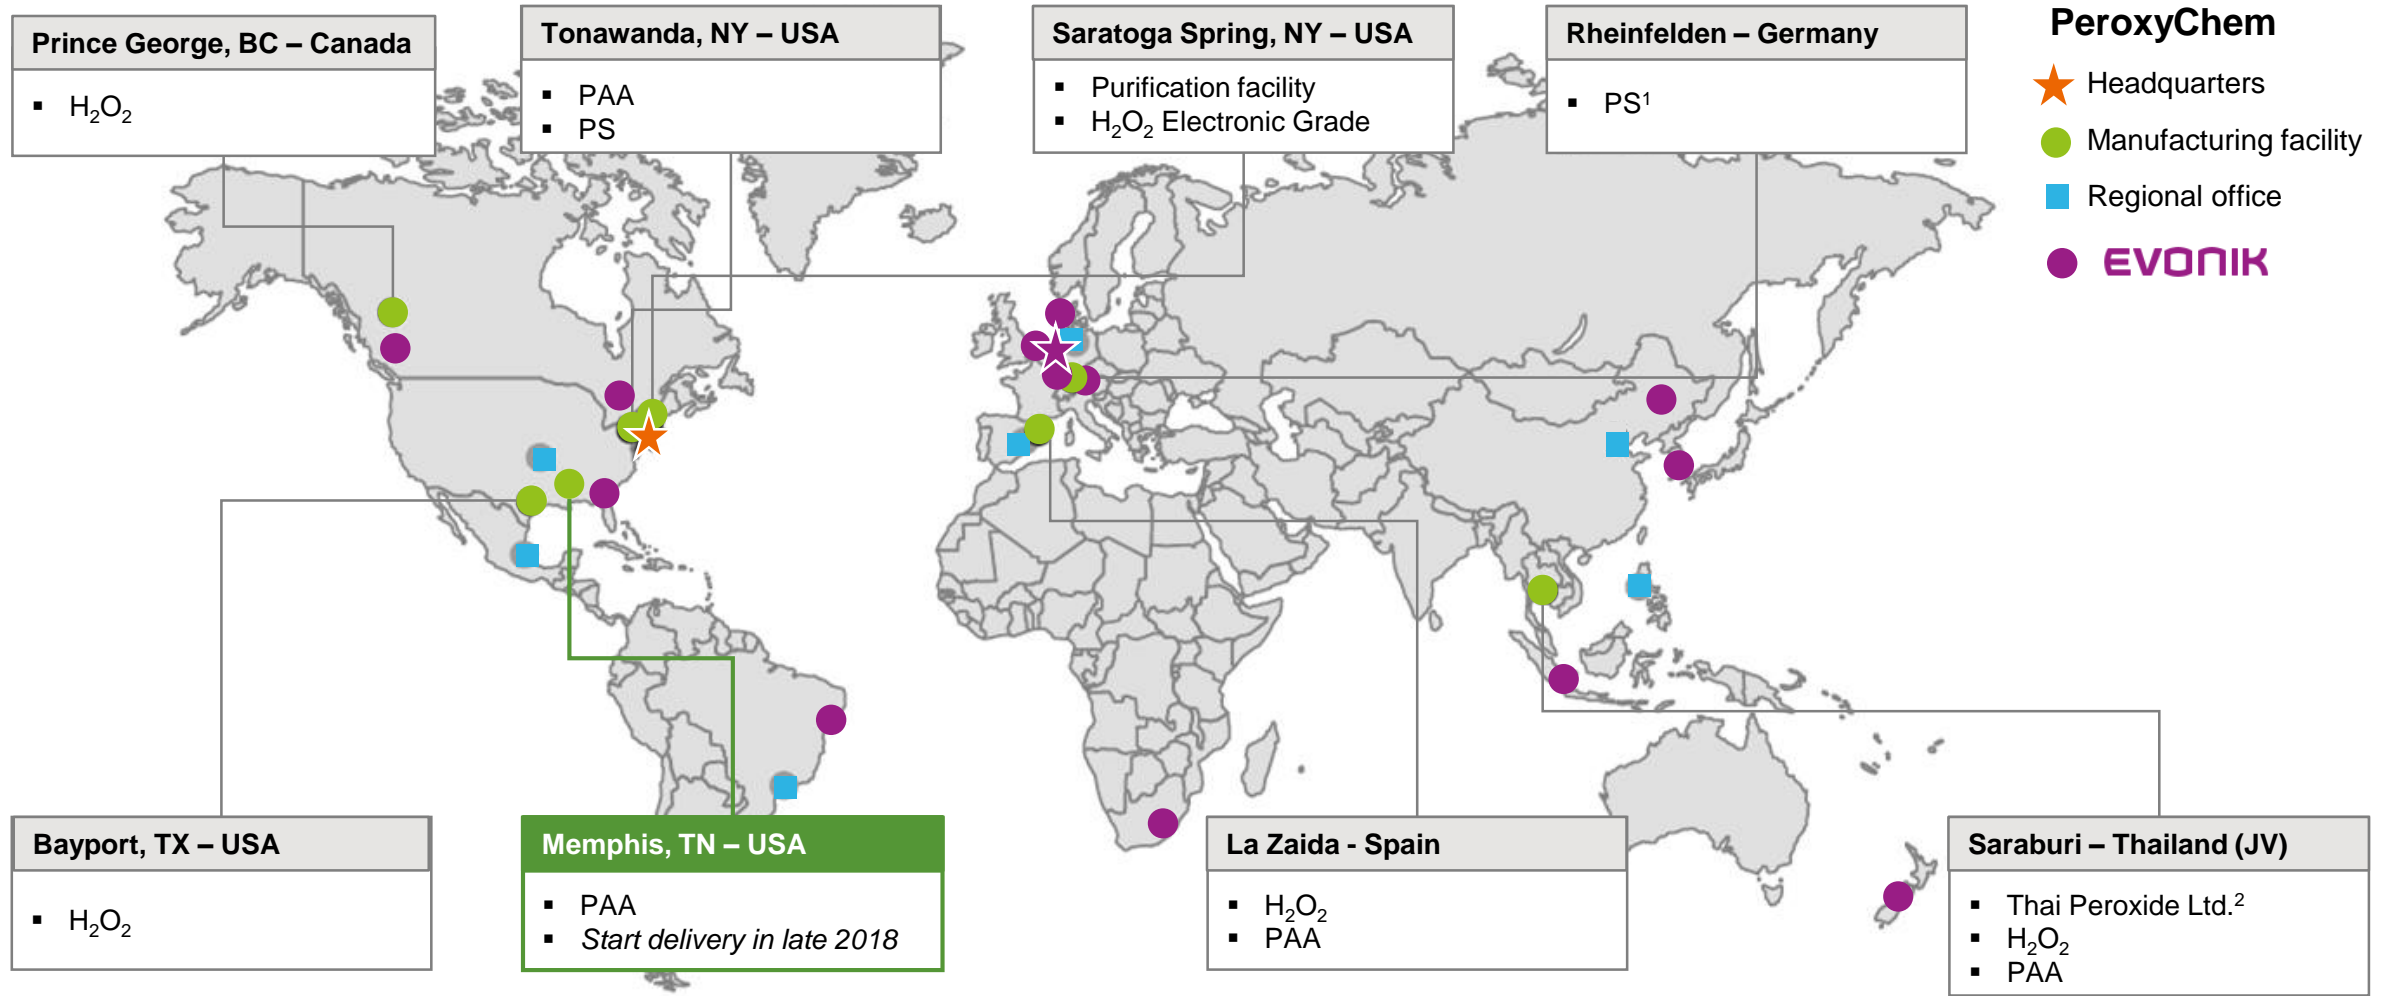 Prince George, BC – Canada
▪ H₂O₂
Tonawanda, NY – USA
▪ PAA
▪ PS
Saratoga Spring, NY – USA
▪ Purification facility
▪ H₂O₂ Electronic Grade
Rheinfelden – Germany
▪ PS¹
PeroxyChem
Headquarters
Manufacturing facility
Regional office
EVONIK
Bayport, TX – USA
▪ H₂O₂
Memphis, TN – USA
▪ PAA
▪ Start delivery in late 2018
La Zaida - Spain
▪ H₂O₂
▪ PAA
Saraburi – Thailand (JV)
▪ Thai Peroxide Ltd.²
▪ H₂O₂
▪ PAA